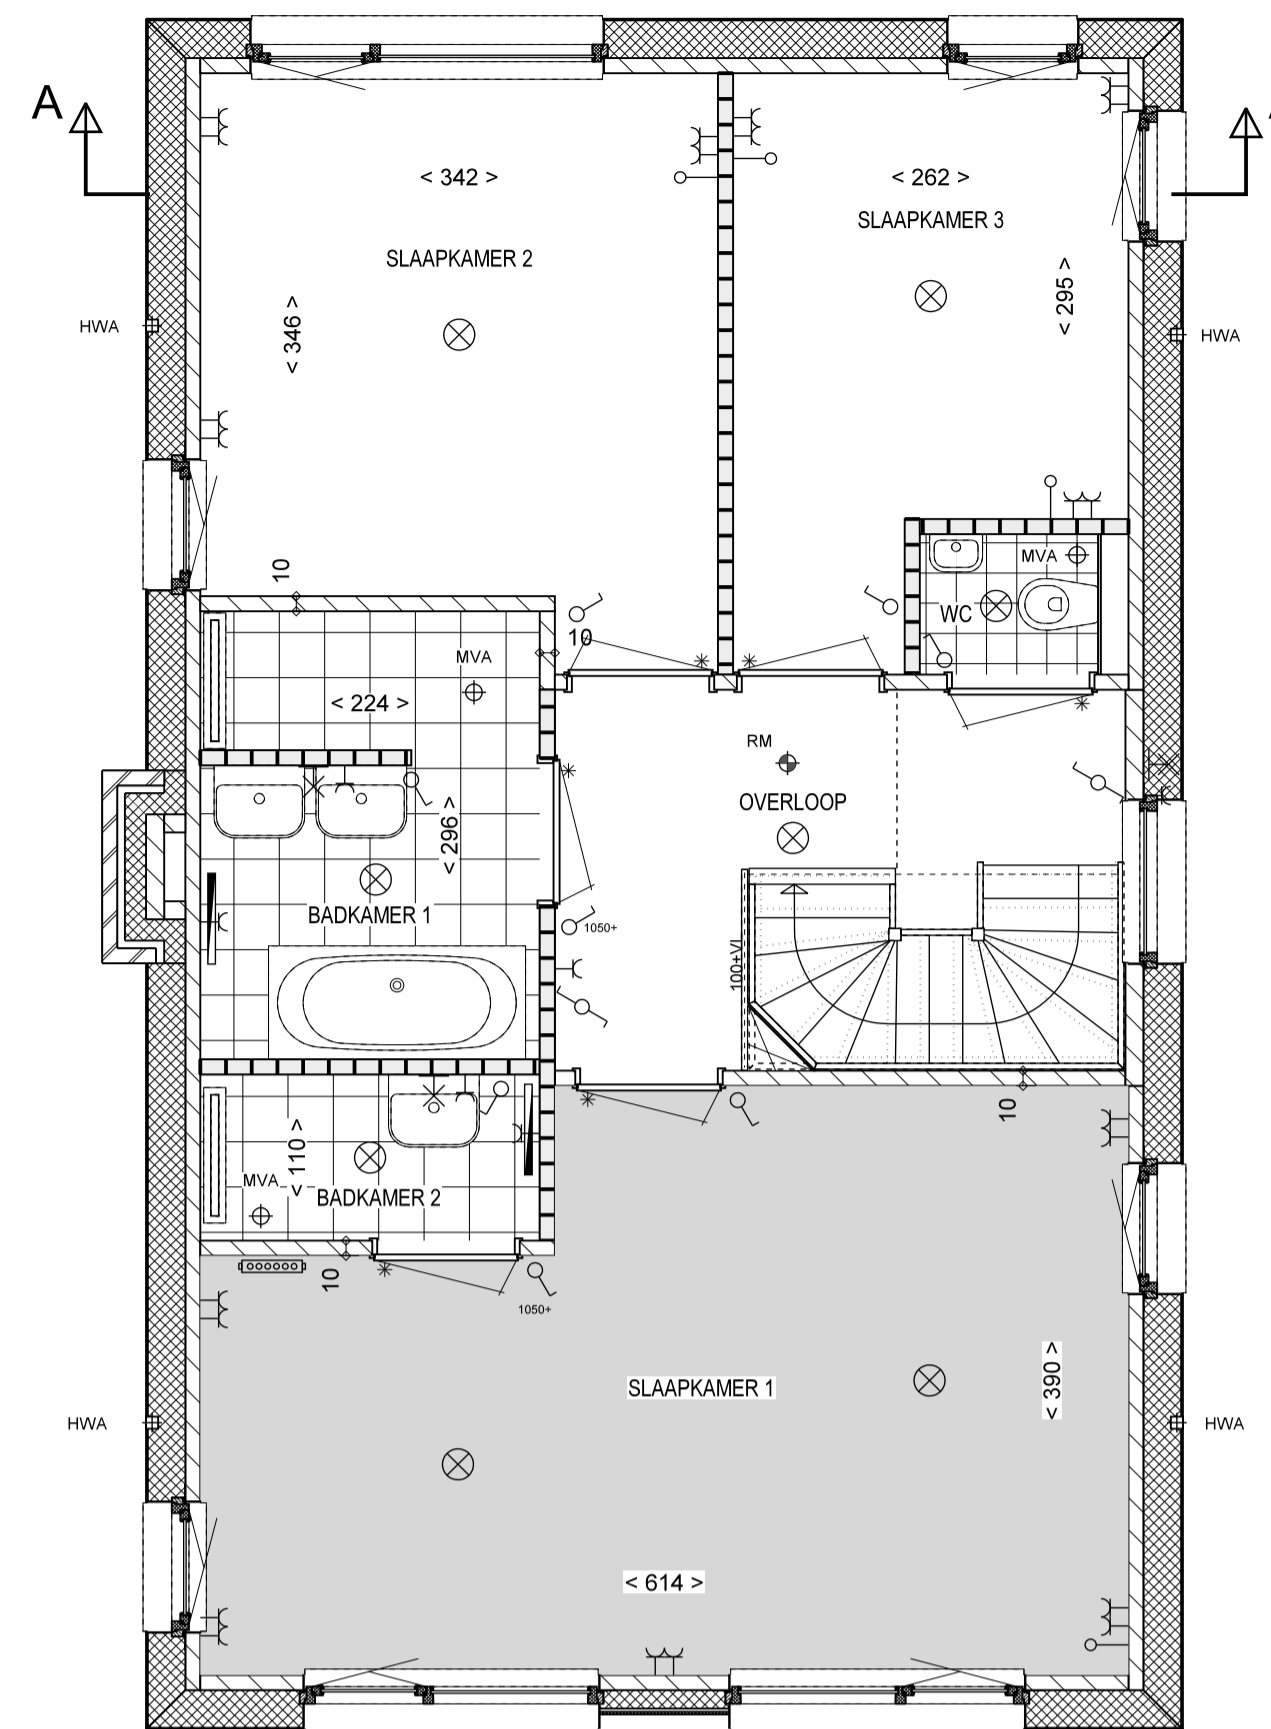 A
< 342 >
< 262 >
SLAAPKAMER 3
SLAAPKAMER 2
< 346 >
< 295 >
HWA
HWA
10
MVA
WC
10
MVA
< 224 >
RM
OVERLOOP
< 296 >
BADKAMER 1
1050+
100+VI
10
< 110 >
MVA
BADKAMER 2
10
1050+
SLAAPKAMER 1
< 390 >
HWA
HWA
< 614 >